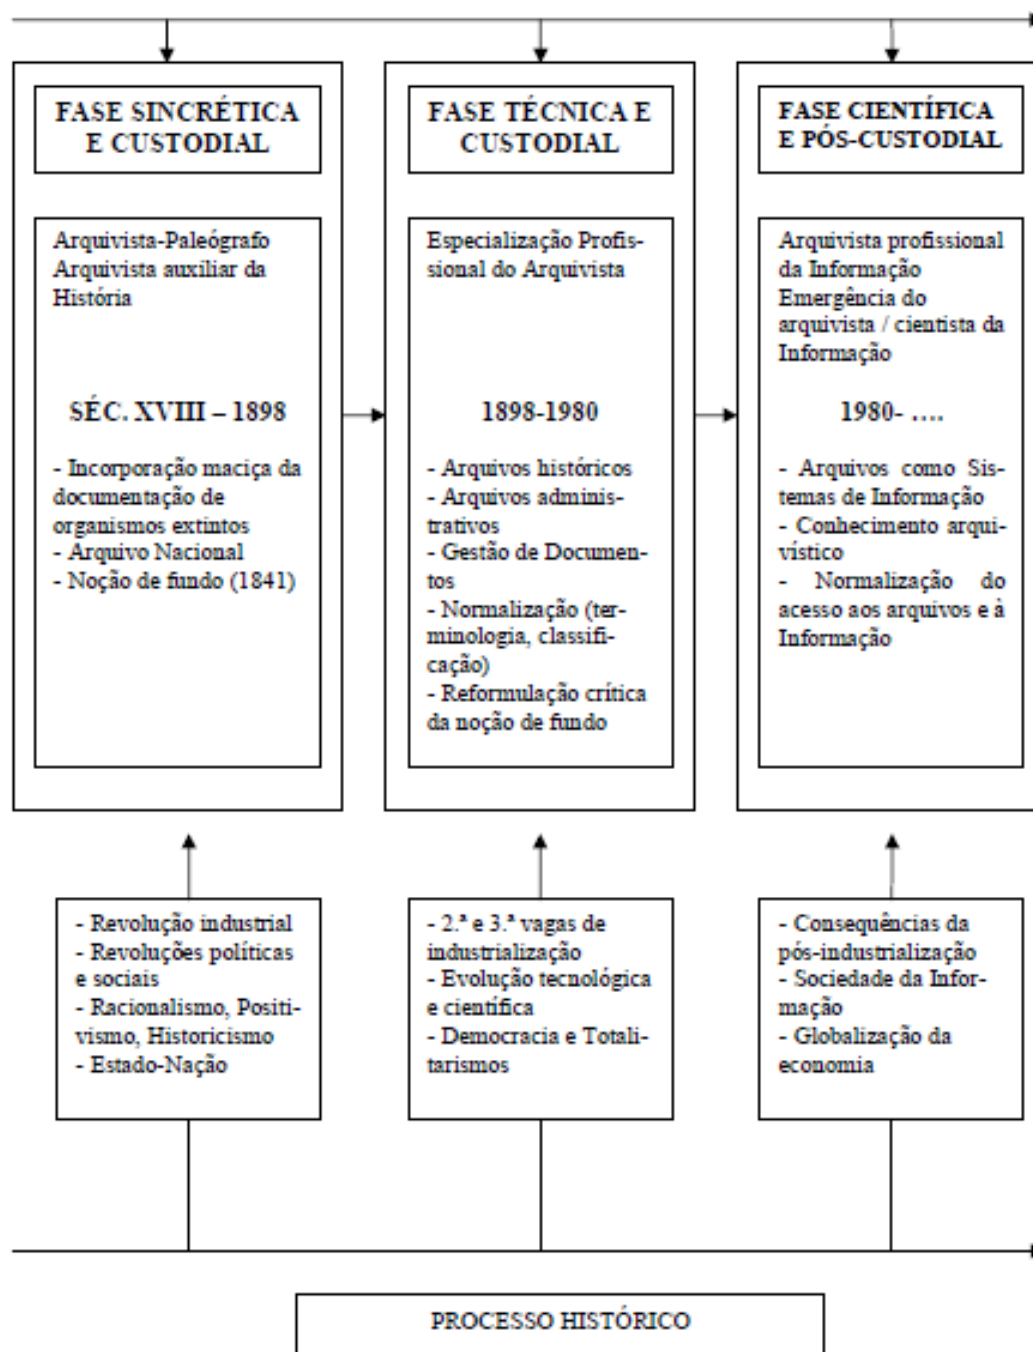 FASE SINCRÉTICA
E CUSTODIAL
Arquivista-Paleógrafo
Arquivista auxiliar da
História
SÉC. XVIII – 1898
- Incorporação maciça da
documentação de
organismos extintos
- Arquivo Nacional
- Noção de fundo (1841)
FASE TÉCNICA E
CUSTODIAL
Especialização Profis-
sional do Arquivista
1898-1980
- Arquivos históricos
- Arquivos adminis-
trativos
- Gestão de Documen-
tos
- Normalização (ter-
minologia, classifi-
cação)
- Reformulação crítica
da noção de fundo
FASE CIENTÍFICA
E PÓS-CUSTODIAL
Arquivista profissional
da Informação
Emergência do
arquivista / cientista da
Informação
1980- ….
- Arquivos como Sis-
temas de Informação
- Conhecimento arqui-
vístico
- Normalização do
acesso aos arquivos e à
Informação
- Revolução industrial
- Revoluções políticas
e sociais
- Racionalismo, Positi-
vismo, Historicismo
- Estado-Nação
- 2.ª e 3.ª vagas de
industrialização
- Evolução tecnológica
e científica
- Democracia e Totali-
tarismos
- Consequências da
pós-industrialização
- Sociedade da Infor-
mação
- Globalização da
economia
PROCESSO HISTÓRICO